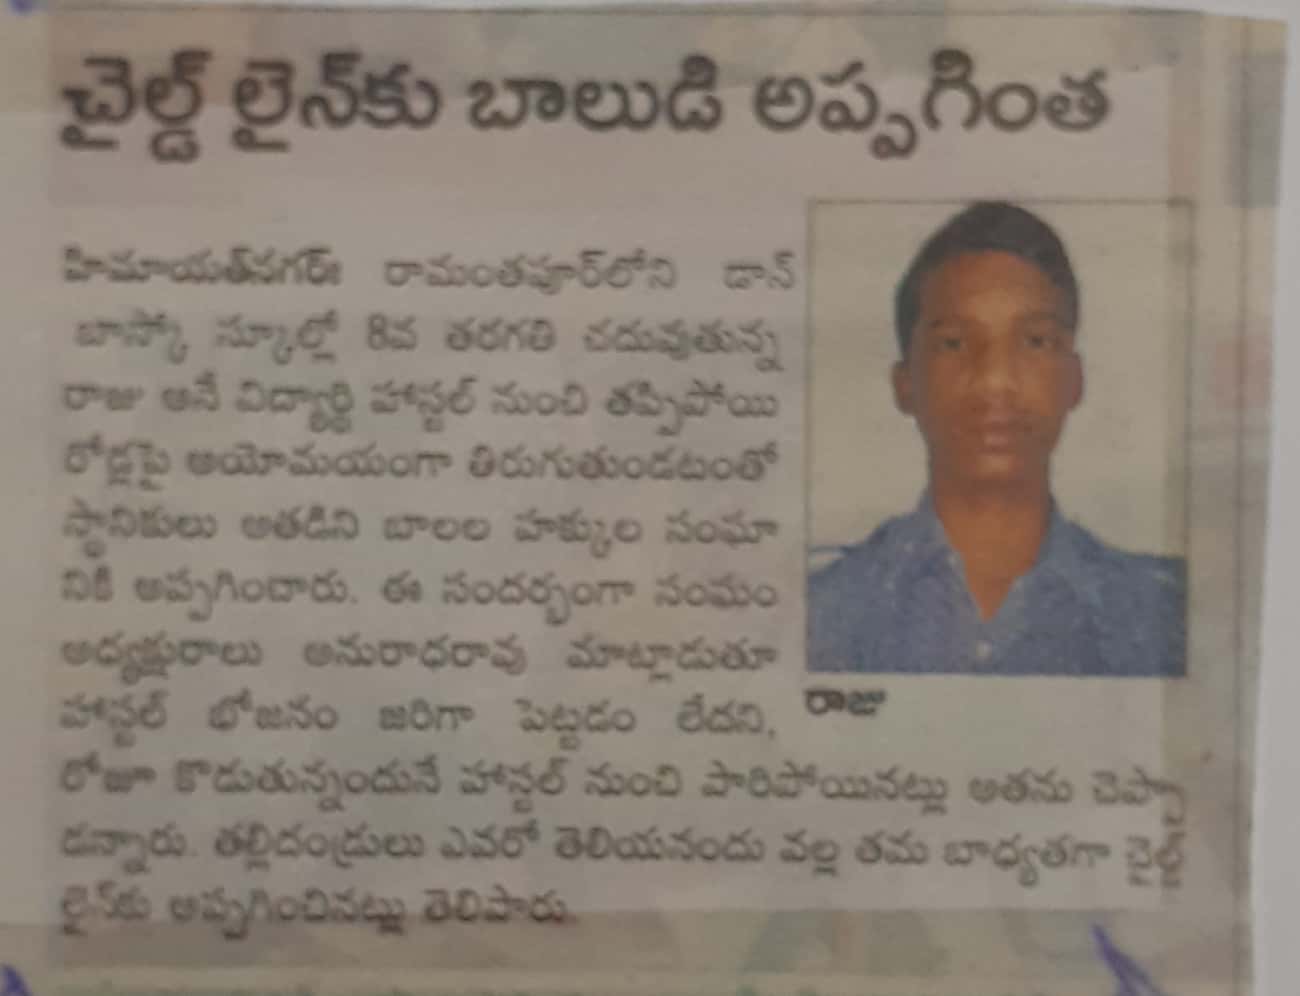 చైల్డ్ లైన్‌కు బాలుడి అప్పగింత
హిమాయత్‌నగర్: రామంతపూర్‌లోని డాన్
బాస్కో స్కూల్లో 8వ తరగతి చదువుతున్న
రాజు అనే విద్యార్థి హాస్టల్ నుంచి తప్పిపోయి
రోడ్లపై అయోమయంగా తిరుగుతుండటంతో
స్థానికులు అతడిని బాలల హక్కుల సంఘా
నికి అప్పగించారు. ఈ సందర్భంగా సంఘం
అధ్యక్షురాలు అనురాధరావు మాట్లాడుతూ
హాస్టల్ భోజనం జరిగా పెట్టడం లేదని,
రోజూ కొడుతున్నందునే హాస్టల్ నుంచి పారిపోయినట్లు అతను చెప్పా
డన్నారు. తల్లిదండ్రులు ఎవరో తెలియనందు వల్ల తమ బాధ్యతగా చైల్డ్
లైన్‌కు అప్పగించినట్లు తెలిపారు.
రాజు